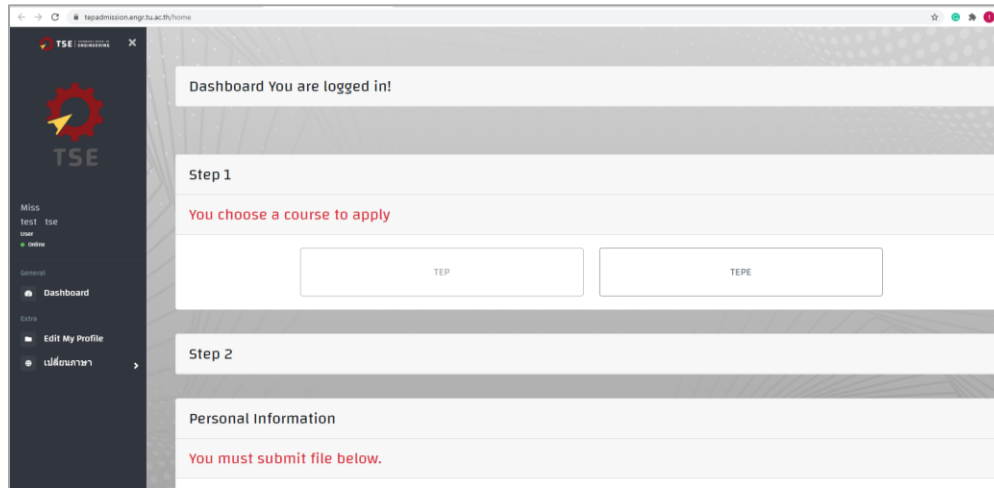 tepadmission.engr.tu.ac.th/home
TSE
TSE
Miss
test tse
User
Online
General
Dashboard
Extra
Edit My Profile
เปลี่ยนภาษา
Dashboard You are logged in!
Step 1
You choose a course to apply
TEP
TEPE
Step 2
Personal Information
You must submit file below.